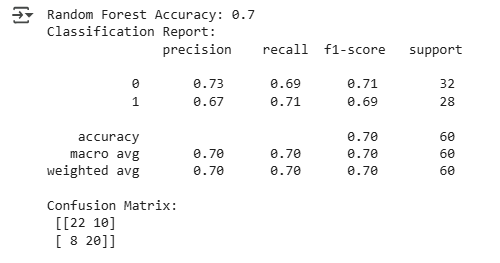 Random Forest Accuracy: 0.7
Classification Report:
precision recall f1-score support
0 0.73 0.69 0.71 32
1 0.67 0.71 0.69 28
accuracy 0.70 60
macro avg 0.70 0.70 0.70 60
weighted avg 0.70 0.70 0.70 60
Confusion Matrix:
[[22 10]
[ 8 20]]